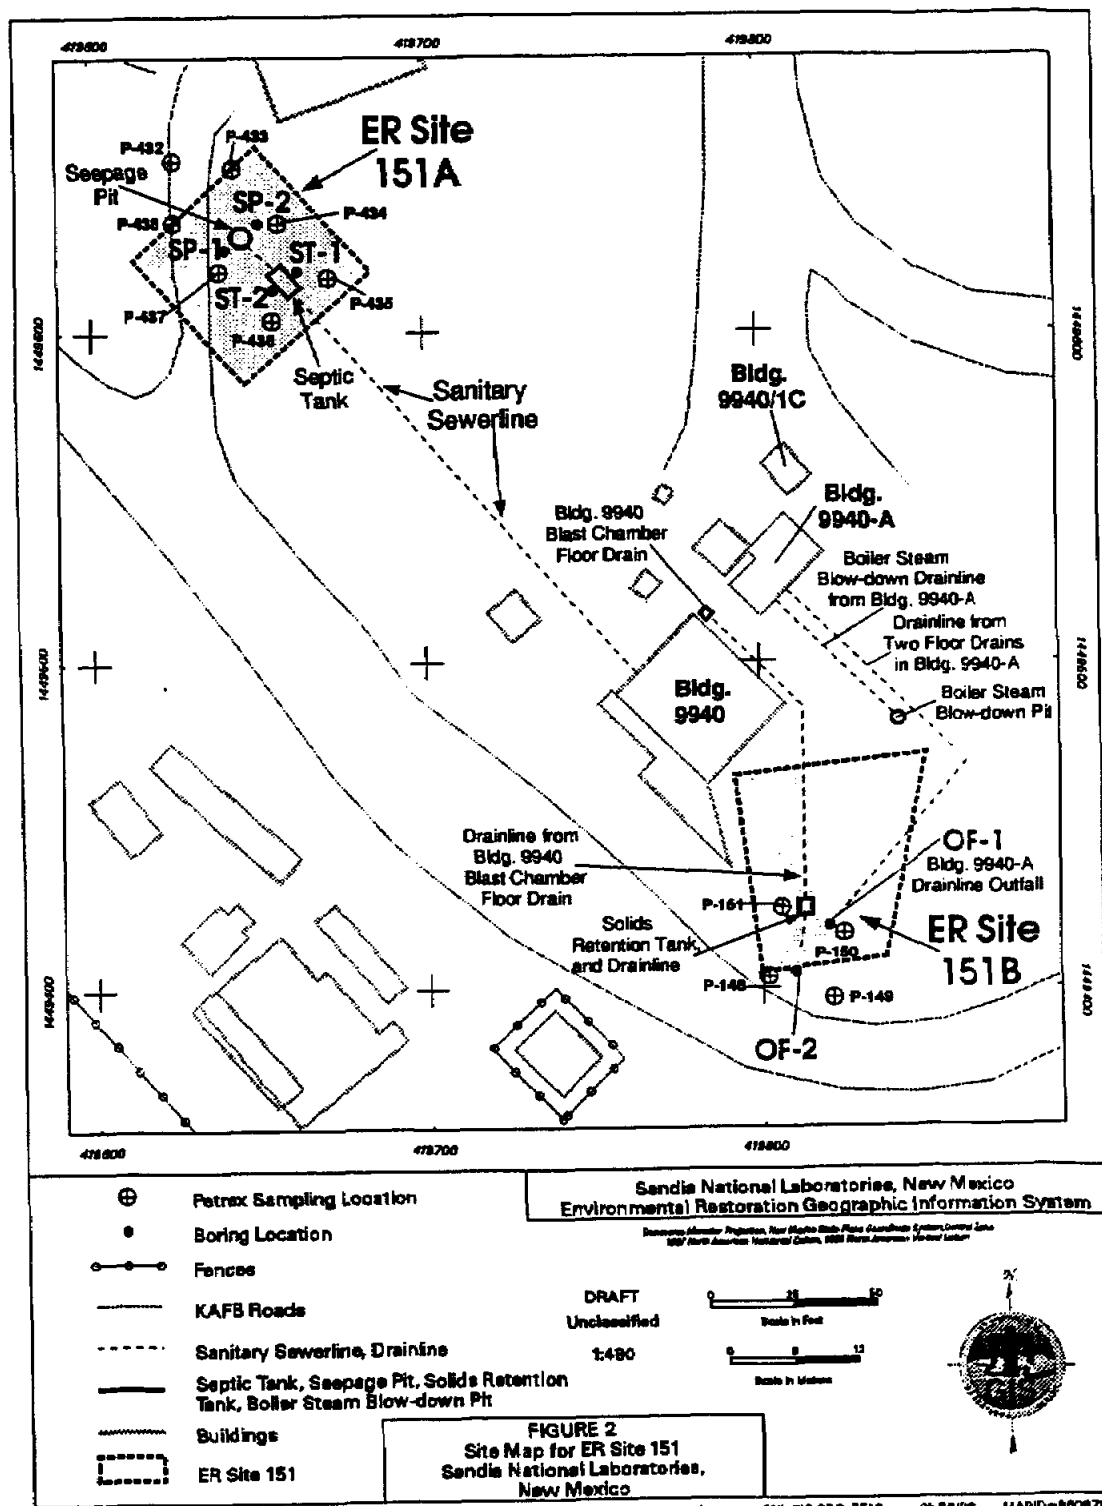 419700
419800
ER Site
151A
P-432
P-433
Seepage
Pit
SP-2
P-434
P-438
SP-1
ST-1
ST-2
P-435
P-437
P-436
Septic
Tank
Sanitary
Sewerline
Bldg.
9940/1C
Bldg. 9940
Blast Chamber
Floor Drain
Bldg.
9940-A
Boiler Steam
Blow-down Drainline
from Bldg. 9940-A
Drainline from
Two Floor Drains
in Bldg. 9940-A
Boiler Steam
Blow-down Pit
Bldg.
9940
Drainline from
Bldg. 9940
Blast Chamber
Floor Drain
OF-1
Bldg. 9940-A
Drainline Outfall
P-151
Solids
Retention Tank,
and Drainline
P-150
ER Site
151B
P-148
P-149
OF-2
1449400
1449400
419700
419800
Petrex Sampling Location
Boring Location
Fences
KAFB Roads
Sanitary Sewerline, Drainline
Septic Tank, Seepage Pit, Solids Retention
Tank, Boiler Steam Blow-down Pit
Buildings
ER Site 151
Sandia National Laboratories, New Mexico
Environmental Restoration Geographic Information System
DRAFT
Unclassified
1:480
0 25 50
Scale in Feet
Scale in Meters
GIS
FIGURE 2
Site Map for ER Site 151
Sandia National Laboratories,
New Mexico